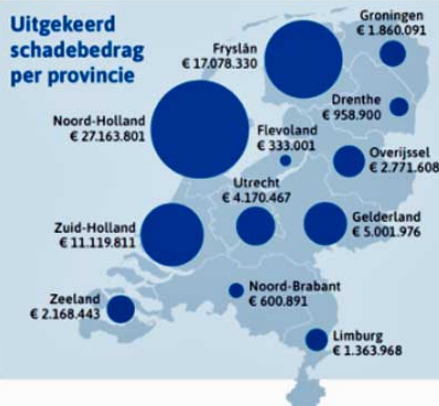 Uitgekeerd
schadebedrag
per provincie
Groningen
€ 1.860.091
Fryslân
€ 17.078.330
Drenthe
€ 958.900
Noord-Holland
€ 27.163.801
Flevoland
€ 333.001
Overijssel
€ 2.771.608
Utrecht
€ 4.170.467
Gelderland
€ 5.001.976
Zuid-Holland
€ 11.119.811
Noord-Brabant
€ 600.891
Zeeland
€ 2.168.443
Limburg
€ 1.363.968